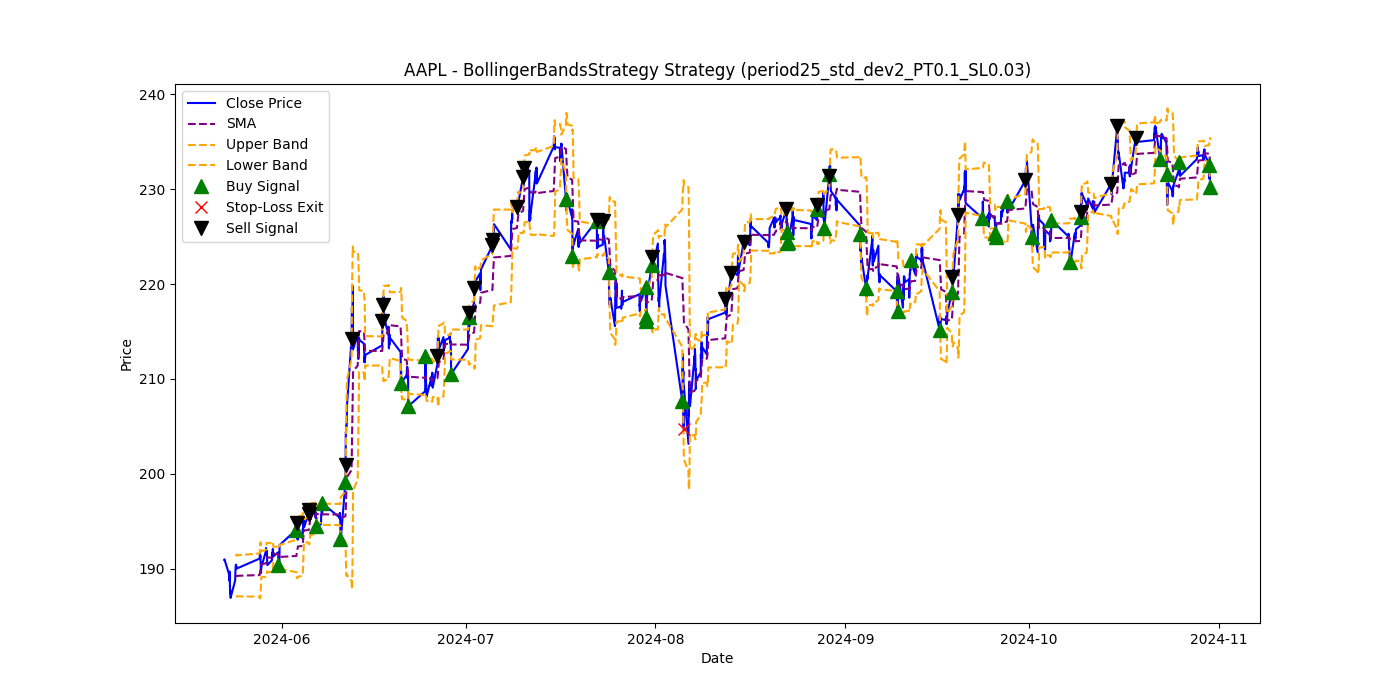 AAPL - BollingerBandsStrategy Strategy (period25_std_dev2_PT0.1_SL0.03)
Close Price
SMA
Upper Band
Lower Band
Buy Signal
Stop-Loss Exit
Sell Signal
240
230
220
210
200
190
Price
2024-06
2024-07
2024-08
2024-09
2024-10
2024-11
Date